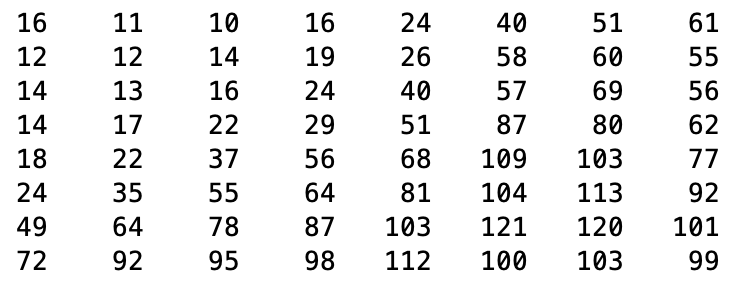 16 11 10 16 24 40 51 61
12 12 14 19 26 58 60 55
14 13 16 24 40 57 69 56
14 17 22 29 51 87 80 62
18 22 37 56 68 109 103 77
24 35 55 64 81 104 113 92
49 64 78 87 103 121 120 101
72 92 95 98 112 100 103 99